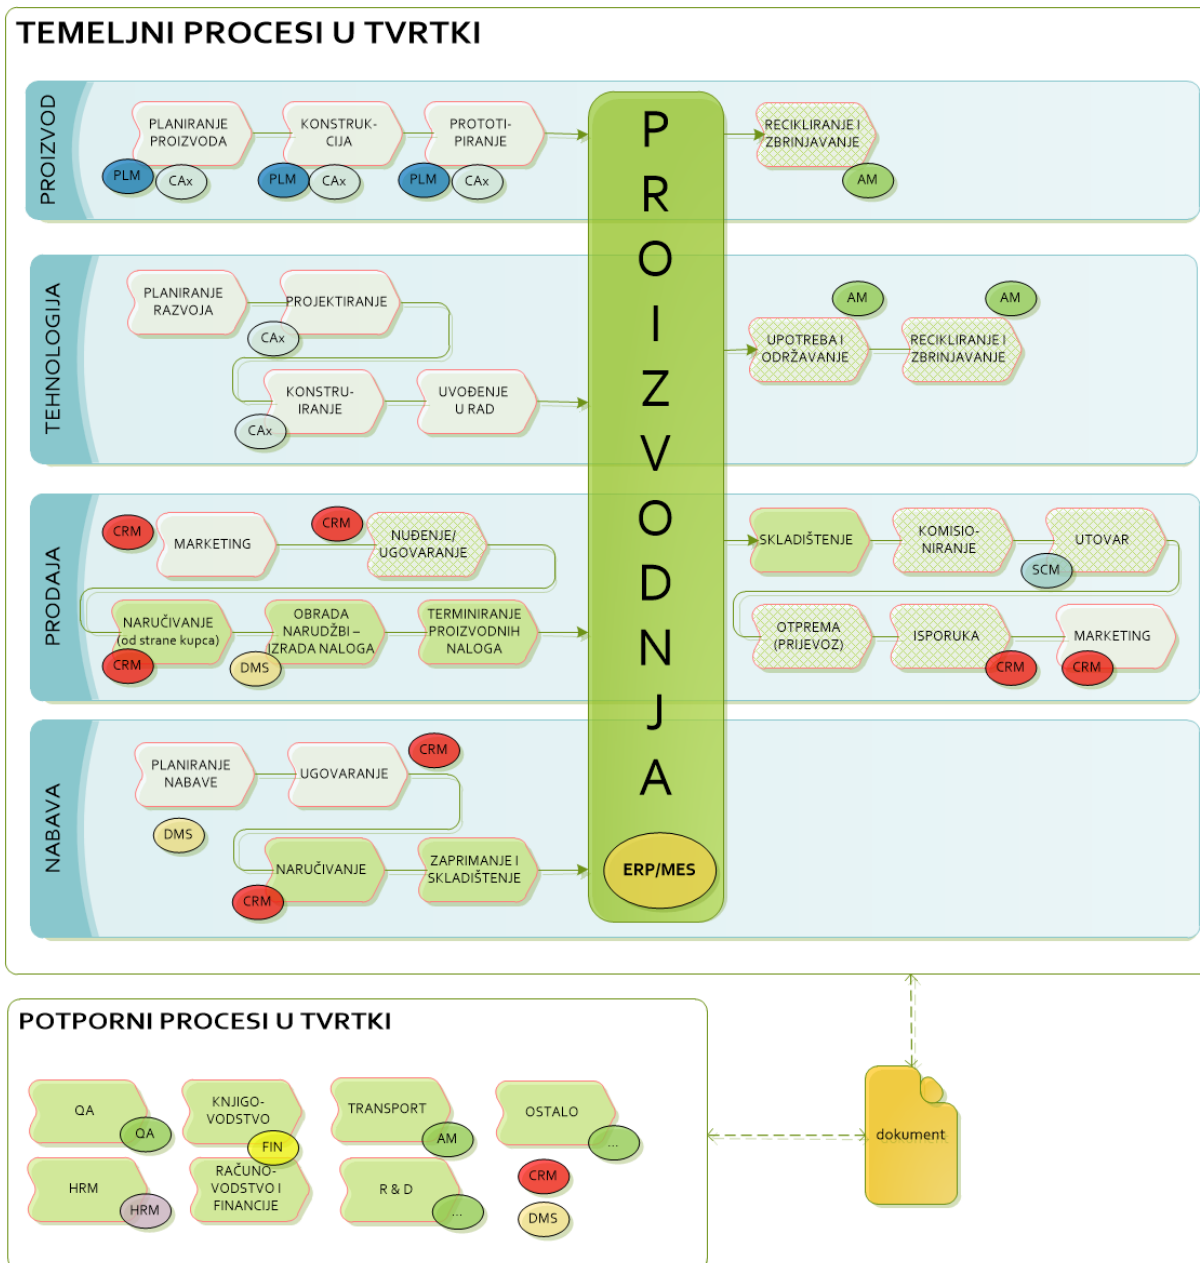 TEMELJNI PROCESI U TVRTKI
PROIZVOD
PLANIRANJE
PROIZVODA
PLM
CAx
KONSTRUK-
CIJA
PLM
CAx
PROTOTI-
PIRANJE
PLM
CAx
RECIKLIRANJE I
ZBRINJAVANJE
AM
TEHNOLOGIJA
PLANIRANJE
RAZVOJA
PROJEKTIRANJE
CAx
KONSTRU-
IRANJE
CAx
UVOĐENJE
U RAD
AM
UPOTREBA I
ODRŽAVANJE
AM
RECIKLIRANJE I
ZBRINJAVANJE
PRODAJA
CRM
MARKETING
CRM
NUĐENJE/
UGOVARANJE
NARUČIVANJE
(od strane kupca)
CRM
OBRADA
NARUDŽBI –
IZRADA NALOGA
DMS
TERMINIRANJE
PROIZVODNIH
NALOGA
SKLADIŠTENJE
KOMISIO-
NIRANJE
UTOVAR
SCM
OTPREMA
(PRIJEVOZ)
ISPORUKA
CRM
MARKETING
CRM
NABAVA
PLANIRANJE
NABAVE
DMS
UGOVARANJE
CRM
NARUČIVANJE
CRM
ZAPRIMANJE I
SKLADIŠTENJE
P
R
O
I
Z
V
O
D
N
J
A
ERP/MES
POTPORNI PROCESI U TVRTKI
QA
QA
KNJIGO-
VODSTVO
FIN
TRANSPORT
AM
OSTALO
...
HRM
HRM
RAČUNO-
VODSTVO I
FINANCIJE
R & D
...
CRM
DMS
dokument